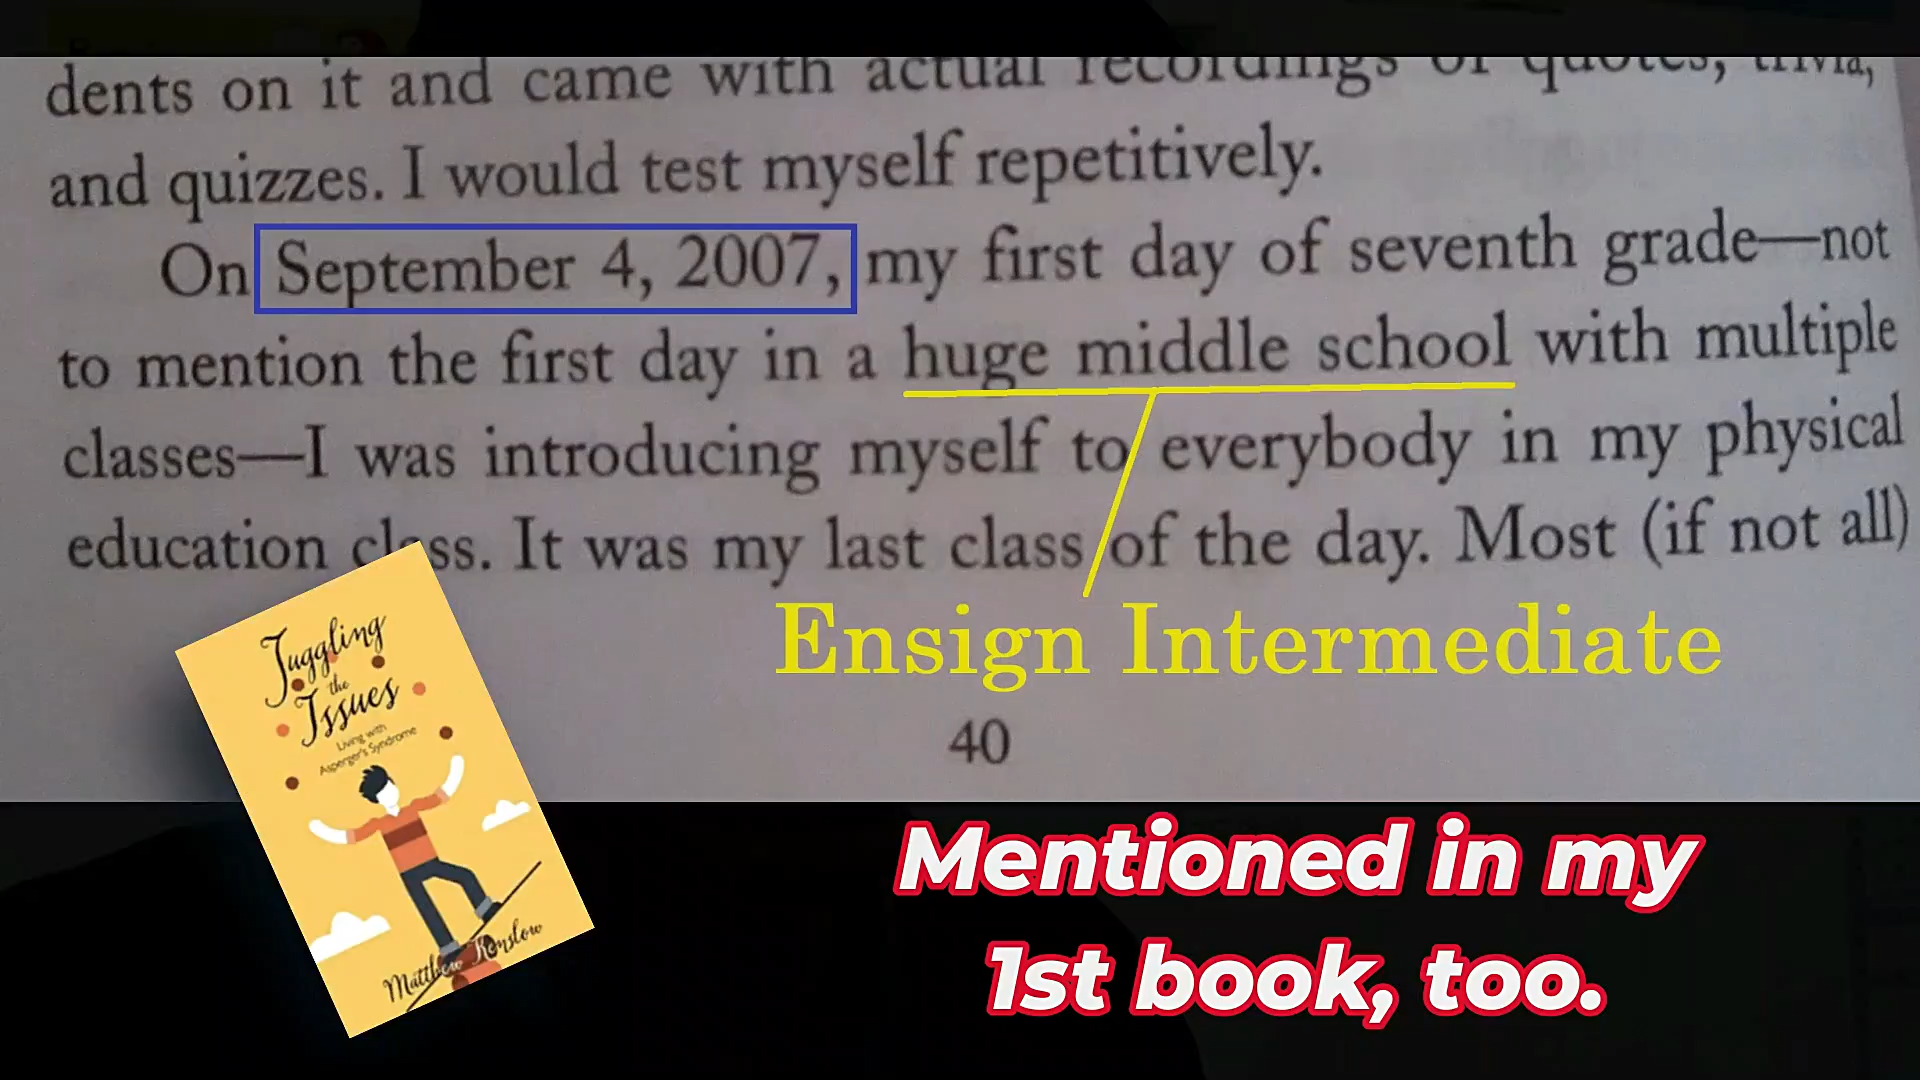 dents on it and came with actual recordings of quotes, trivia,
and quizzes. I would test myself repetitively.
On September 4, 2007, my first day of seventh grade—not
to mention the first day in a huge middle school with multiple
classes—I was introducing myself to everybody in my physical
education class. It was my last class of the day. Most (if not all)
Ensign Intermediate
40
Juggling
the
Issues
Living with
Asperger's Syndrome
Matthew Kenslow
Mentioned in my
1st book, too.